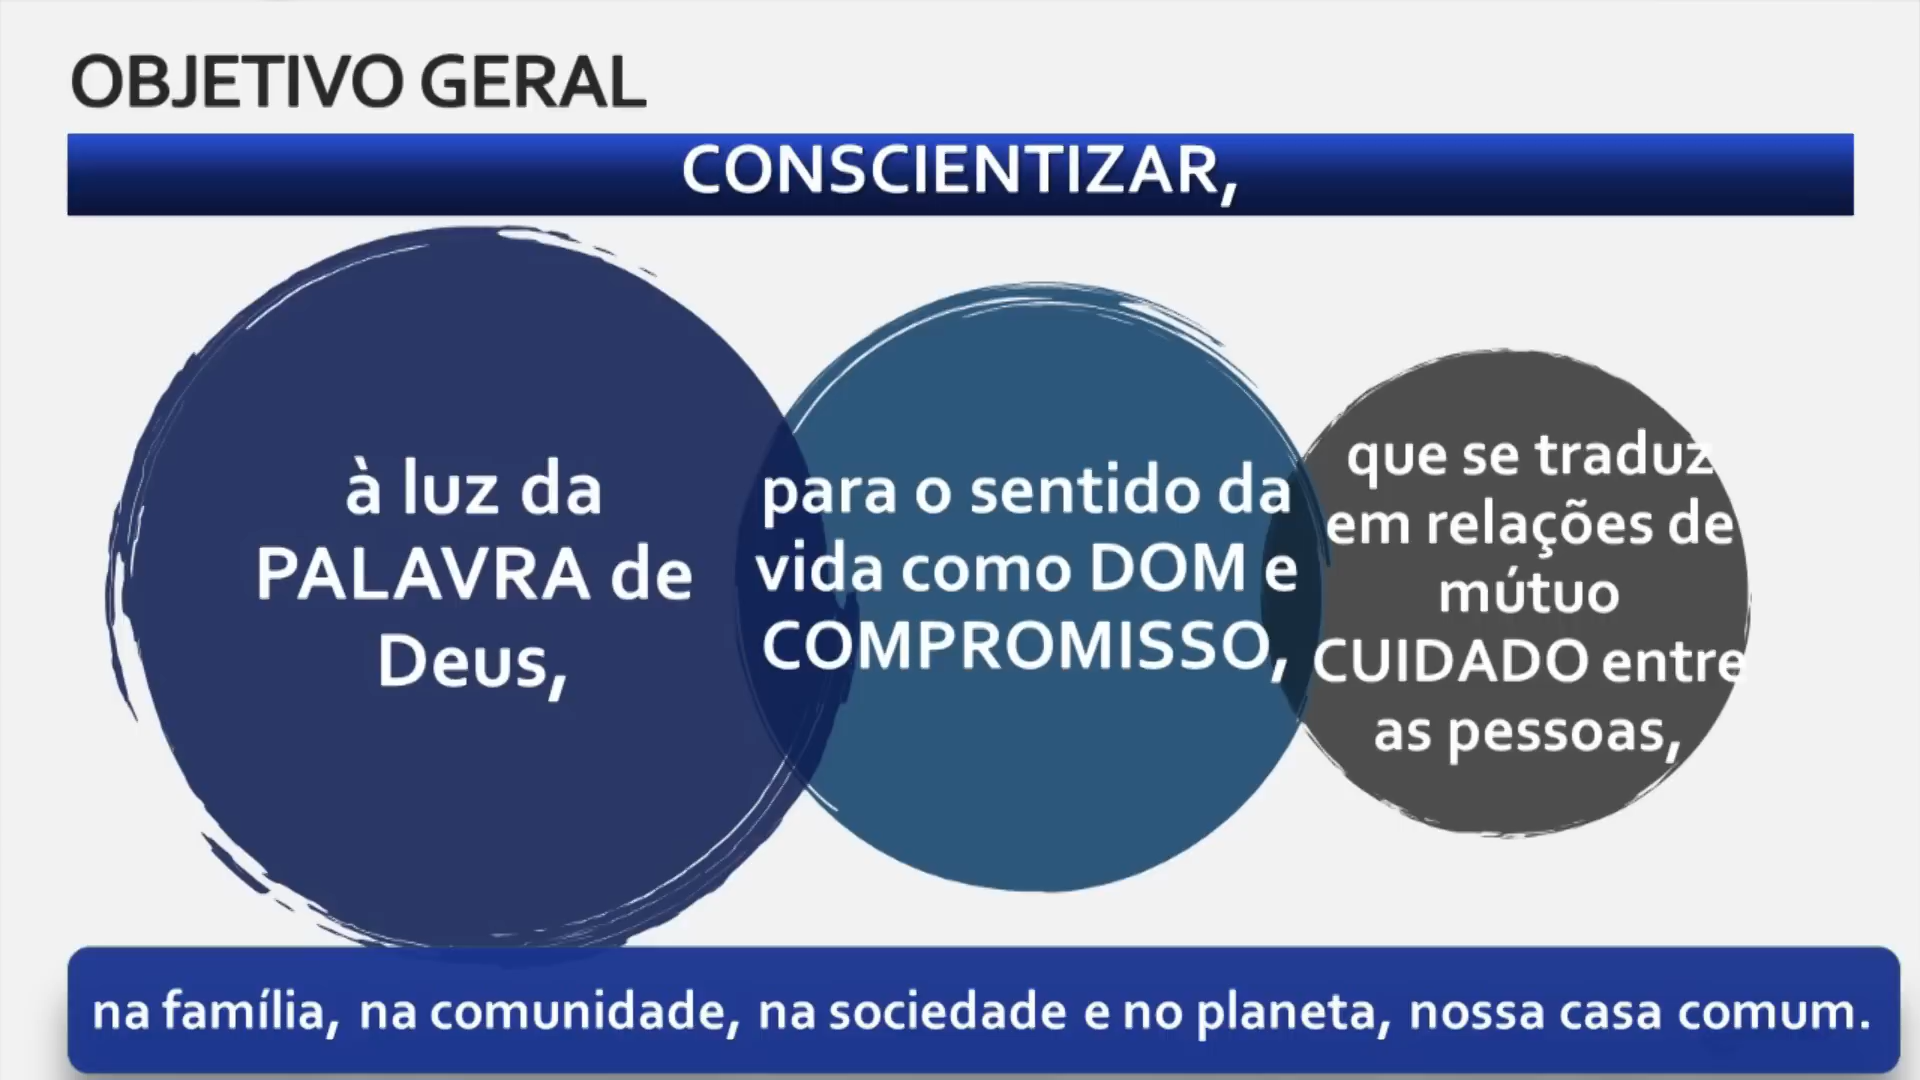 OBJETIVO GERAL
CONSCIENTIZAR,
à luz da
PALAVRA de
Deus,
para o sentido da
vida como DOM e
COMPROMISSO,
que se traduz
em relações de
mútuo
CUIDADO entre
as pessoas,
na família, na comunidade, na sociedade e no planeta, nossa casa comum.